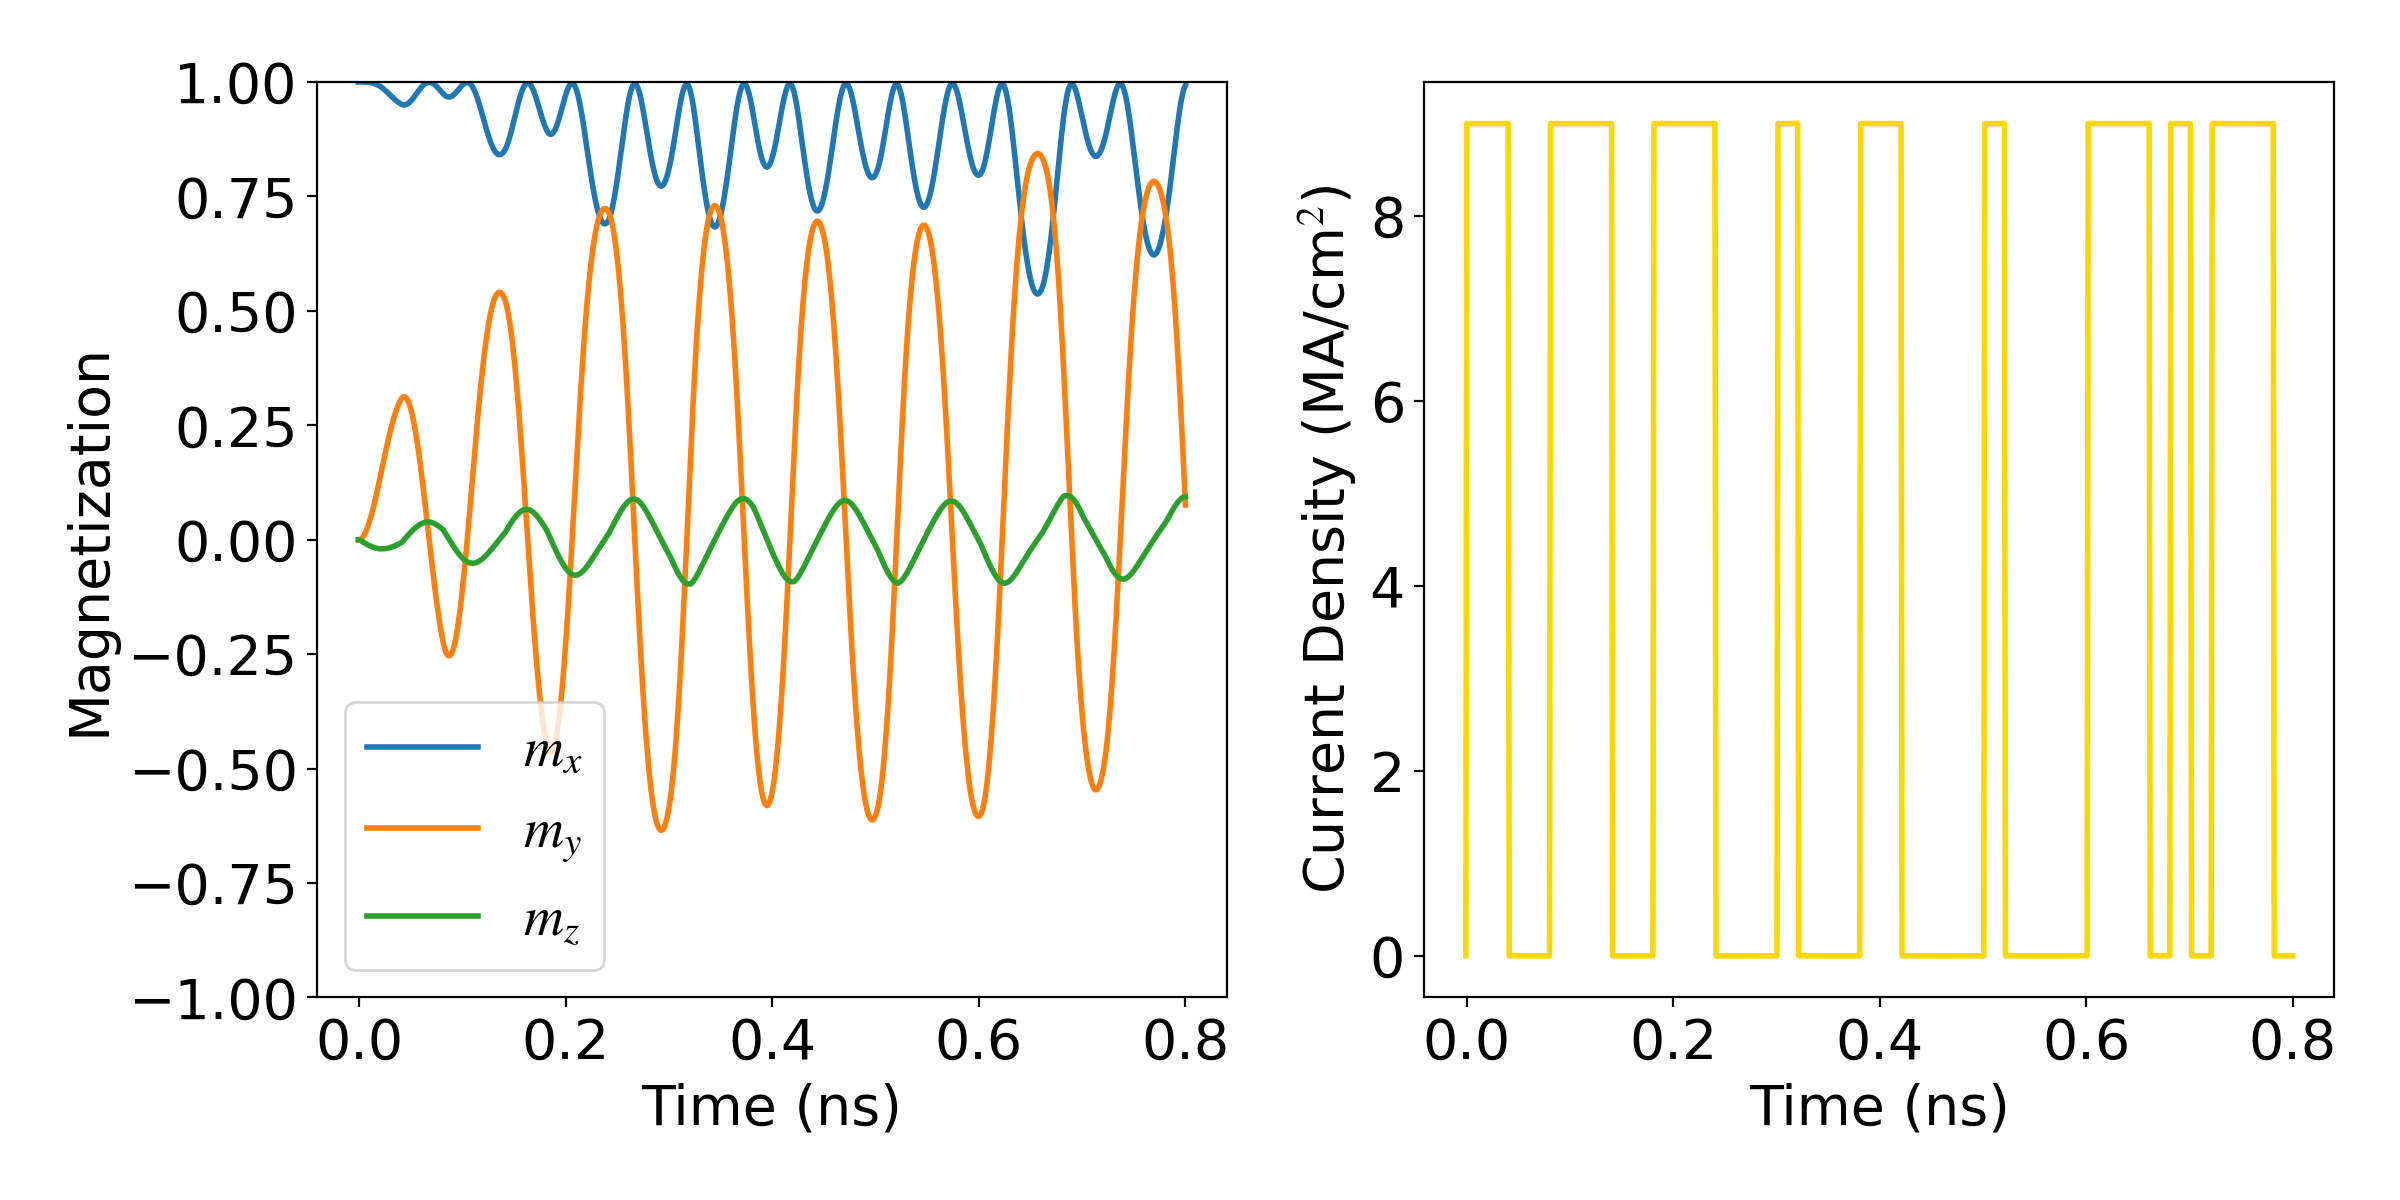 1.00
0.75
0.50
0.25
0.00
−0.25
−0.50
−0.75
−1.00
Magnetization
m_x
m_y
m_z
0.0 0.2 0.4 0.6 0.8
Time (ns)
8
6
4
2
0
Current Density (MA/cm²)
0.0 0.2 0.4 0.6 0.8
Time (ns)